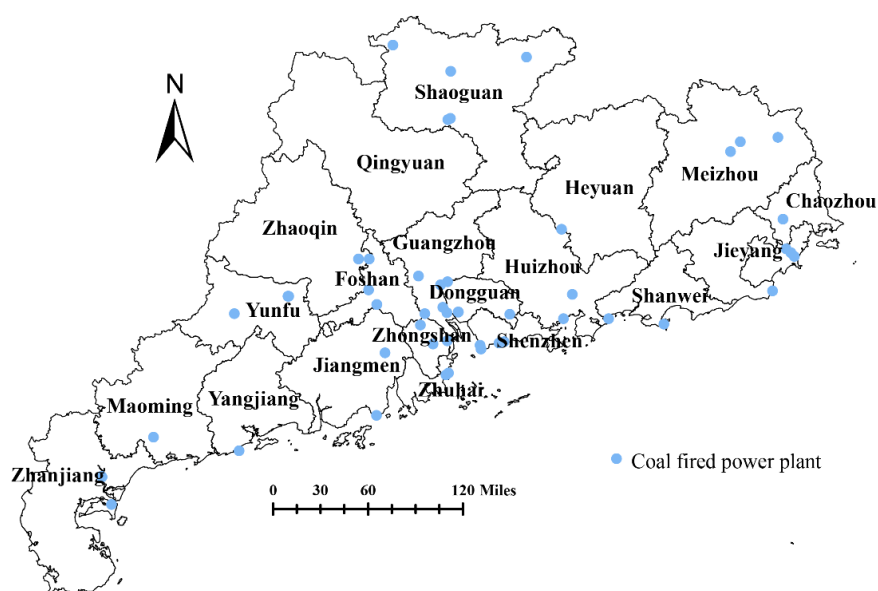 N
Shaoguan
Qingyuan
Meizhou
Heyuan
Chaozhou
Zhaoqin
Guangzhou
Jieyang
Huizhou
Foshan
Dongguan
Shanwei
Yunfu
Zhongshan
Shenzhen
Jiangmen
Zhuhai
Yangjiang
Maoming
Zhanjiang
Coal fired power plant
0 30 60 120 Miles